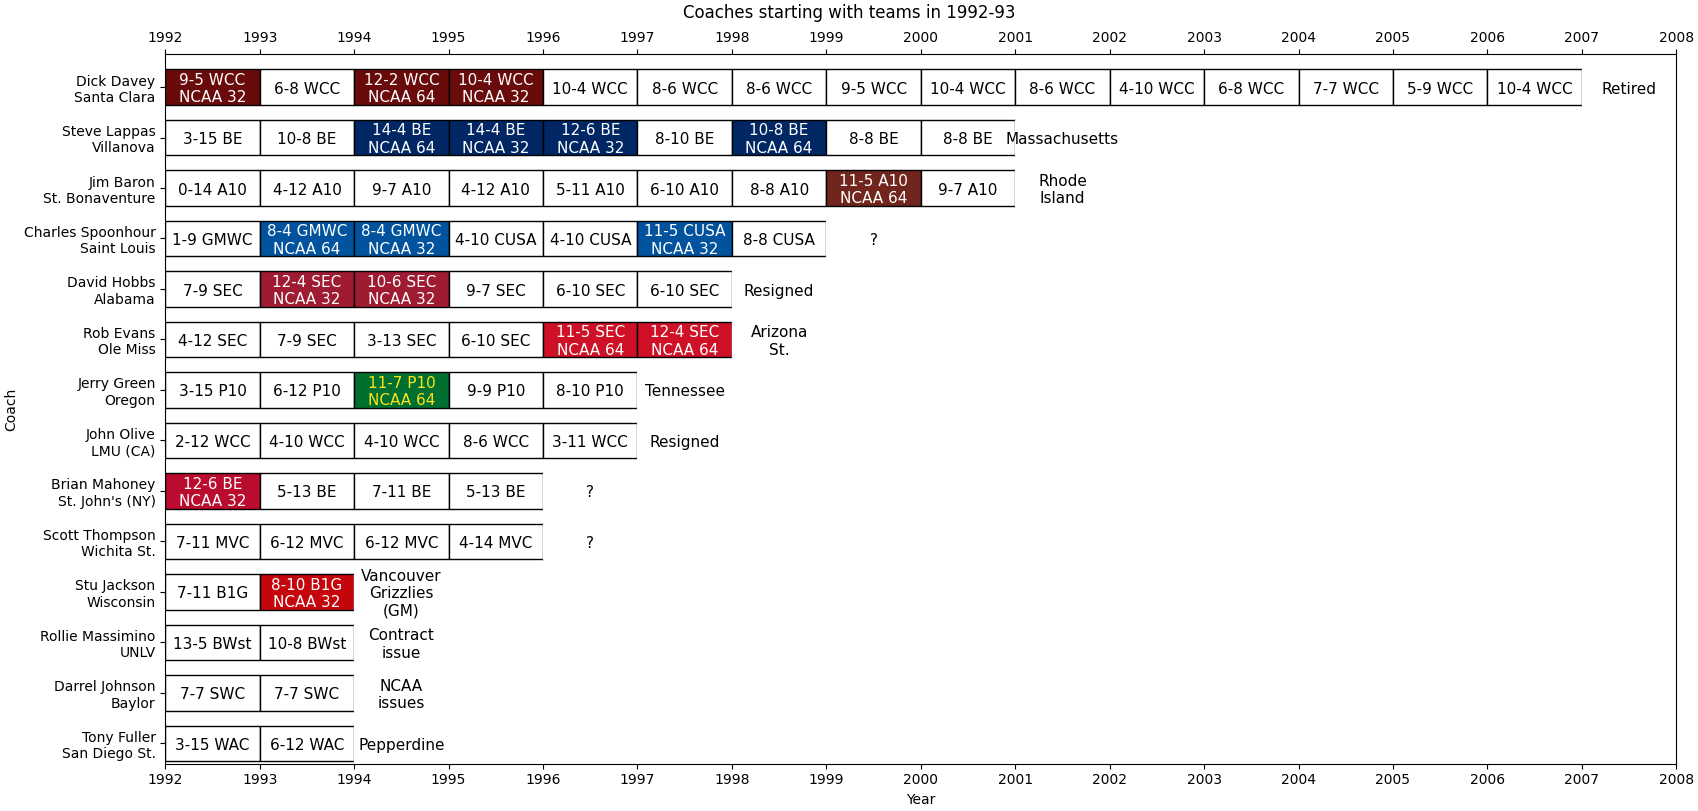 Coaches starting with teams in 1992-93
1992 1993 1994 1995 1996 1997 1998 1999 2000 2001 2002 2003 2004 2005 2006 2007 2008
Dick Davey
Santa Clara
9-5 WCC
NCAA 32
6-8 WCC
12-2 WCC
NCAA 64
10-4 WCC
NCAA 32
10-4 WCC
8-6 WCC
8-6 WCC
9-5 WCC
10-4 WCC
8-6 WCC
4-10 WCC
6-8 WCC
7-7 WCC
5-9 WCC
10-4 WCC
Retired
Steve Lappas
Villanova
3-15 BE
10-8 BE
14-4 BE
NCAA 64
14-4 BE
NCAA 32
12-6 BE
NCAA 32
8-10 BE
10-8 BE
NCAA 64
8-8 BE
8-8 BE
Massachusetts
Jim Baron
St. Bonaventure
0-14 A10
4-12 A10
9-7 A10
4-12 A10
5-11 A10
6-10 A10
8-8 A10
11-5 A10
NCAA 64
9-7 A10
Rhode
Island
Charles Spoonhour
Saint Louis
1-9 GMWC
8-4 GMWC
NCAA 64
8-4 GMWC
NCAA 32
4-10 CUSA
4-10 CUSA
11-5 CUSA
NCAA 32
8-8 CUSA
?
David Hobbs
Alabama
7-9 SEC
12-4 SEC
NCAA 32
10-6 SEC
NCAA 32
9-7 SEC
6-10 SEC
6-10 SEC
Resigned
Rob Evans
Ole Miss
4-12 SEC
7-9 SEC
3-13 SEC
6-10 SEC
11-5 SEC
NCAA 64
12-4 SEC
NCAA 64
Arizona
St.
Jerry Green
Oregon
3-15 P10
6-12 P10
11-7 P10
NCAA 64
9-9 P10
8-10 P10
Tennessee
John Olive
LMU (CA)
2-12 WCC
4-10 WCC
4-10 WCC
8-6 WCC
3-11 WCC
Resigned
Brian Mahoney
St. John's (NY)
12-6 BE
NCAA 32
5-13 BE
7-11 BE
5-13 BE
?
Scott Thompson
Wichita St.
7-11 MVC
6-12 MVC
6-12 MVC
4-14 MVC
?
Stu Jackson
Wisconsin
7-11 B1G
8-10 B1G
NCAA 32
Vancouver
Grizzlies
(GM)
Rollie Massimino
UNLV
13-5 BWst
10-8 BWst
Contract
issue
Darrel Johnson
Baylor
7-7 SWC
7-7 SWC
NCAA
issues
Tony Fuller
San Diego St.
3-15 WAC
6-12 WAC
Pepperdine
1992 1993 1994 1995 1996 1997 1998 1999 2000 2001 2002 2003 2004 2005 2006 2007 2008
Year
Coach